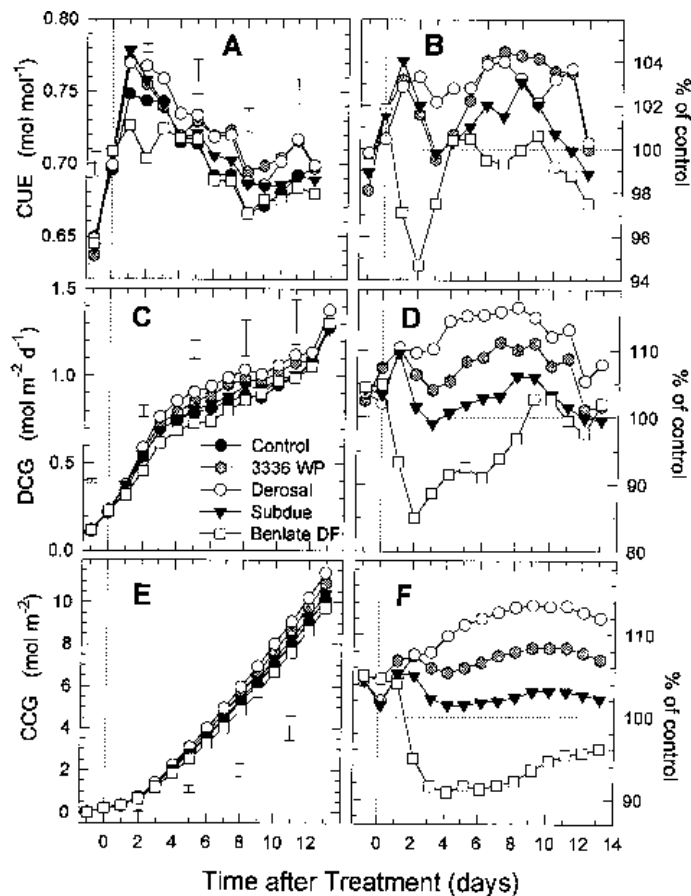 A
B
CUE (mol mol⁻¹)
0.80
0.75
0.70
0.65
104
102
100
98
96
94
% of control
C
D
DCG (mol m⁻² d⁻¹)
1.5
1.0
0.5
0.0
Control
3336 WP
Derosal
Subdue
Benlate DF
110
100
90
80
% of control
E
F
CCG (mol m⁻²)
10
8
6
4
2
0
110
100
90
% of control
0 2 4 6 8 10 12
0 2 4 6 8 10 12 14
Time after Treatment (days)